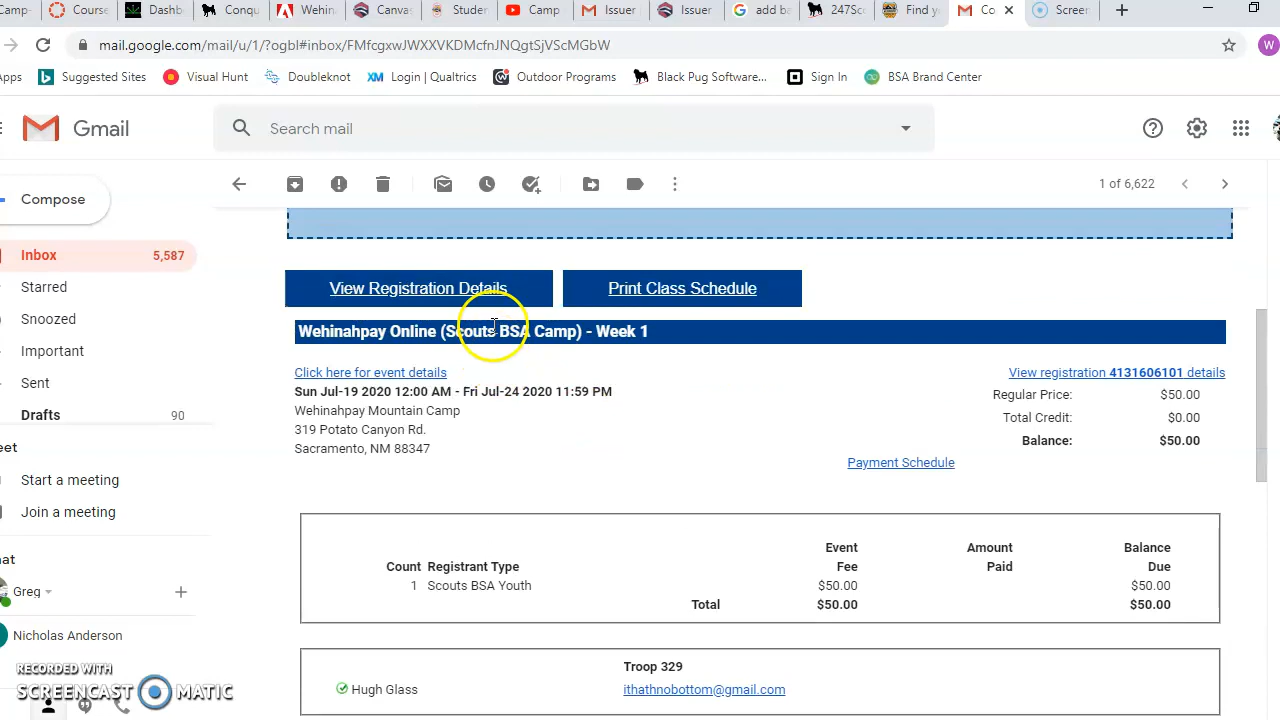 Camp-
Course
Dashb
Conqu
Wehin
Canvas
Studer
Camp
Issuer
Issuer
add ba
247Sco
Find yo
Co
Screen
mail.google.com/mail/u/1/?ogbl#inbox/FMfcgxwJWXXVKDMcfnJNQgtSjVScMGbW
W
Apps
Suggested Sites
Visual Hunt
Doubleknot
XM Login | Qualtrics
Outdoor Programs
Black Pug Software...
Sign In
BSA Brand Center
Gmail
Search mail
Compose
1 of 6,622
Inbox 5,587
Starred
Snoozed
Important
Sent
Drafts 90
eet
Start a meeting
Join a meeting
hat
Greg
Nicholas Anderson
RECORDED WITH
SCREENCAST MATIC
View Registration Details
Print Class Schedule
Wehinahpay Online (Scouts BSA Camp) - Week 1
Click here for event details
View registration 4131606101 details
Sun Jul-19 2020 12:00 AM - Fri Jul-24 2020 11:59 PM
Regular Price: $50.00
Wehinahpay Mountain Camp
Total Credit: $0.00
319 Potato Canyon Rd.
Balance: $50.00
Sacramento, NM 88347
Payment Schedule
Event Amount Balance
Count Registrant Type Fee Paid Due
1 Scouts BSA Youth $50.00 $50.00
Total $50.00 $50.00
Troop 329
Hugh Glass ithathnobottom@gmail.com